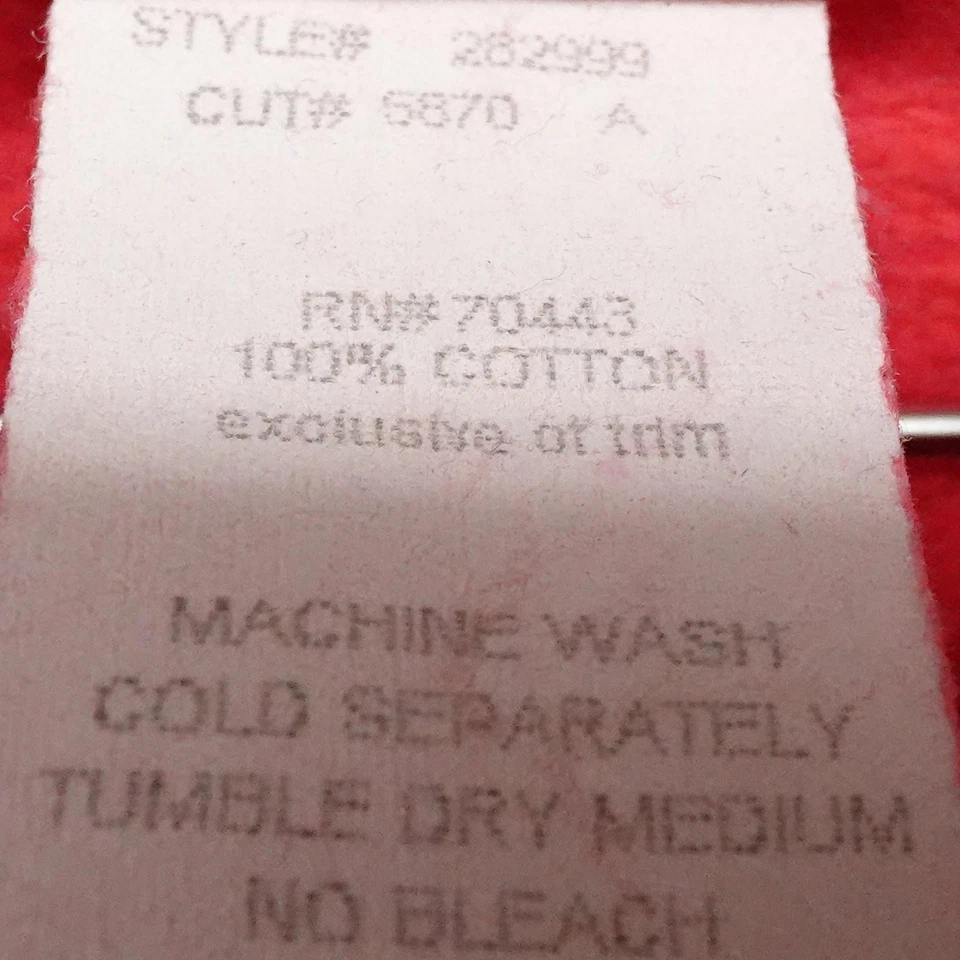 STYLE# 282999
CUT# 6870 A
RN# 70443
100% COTTON
exclusive of trim
MACHINE WASH
COLD SEPARATELY
TUMBLE DRY MEDIUM
NO BLEACH